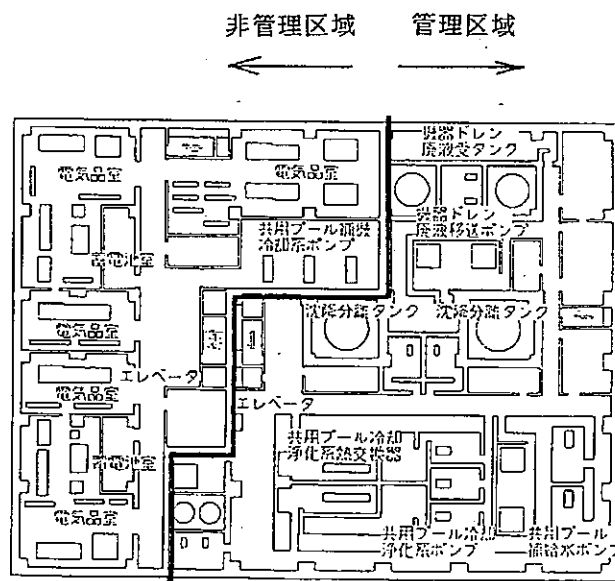 非管理区域
管理区域
機器ドレン
廃液受タンク
電気品室
電気品室
機器ドレン
廃液移送ポンプ
共用プール補装
冷却系ポンプ
蓄電池室
沈降分離タンク
沈降分離タンク
電気品室
エレベータ
電気品室
エレベータ
共用プール冷却
浄化系熱交換器
蓄電池室
電気品室
共用プール冷却
浄化系ポンプ
共用プール
補給水ポンプ